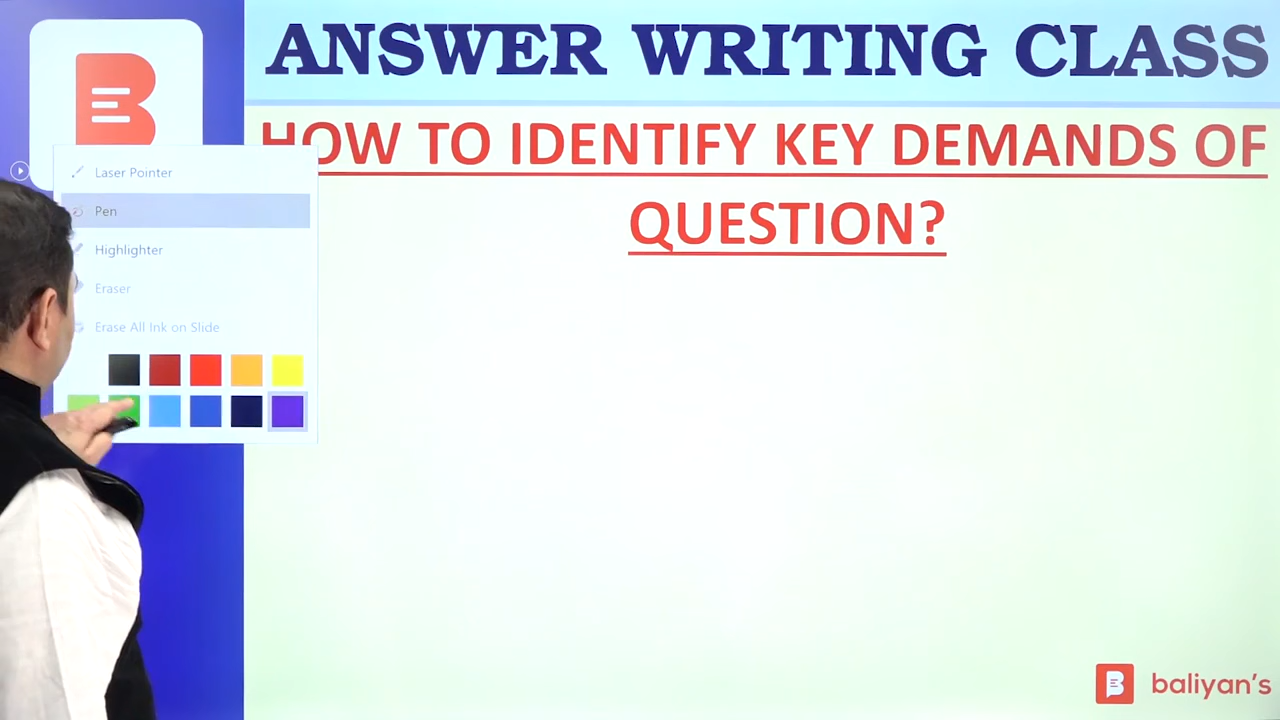 ANSWER WRITING CLASS
HOW TO IDENTIFY KEY DEMANDS OF
QUESTION?
Laser Pointer
Pen
Highlighter
Eraser
Erase All Ink on Slide
baliyan's